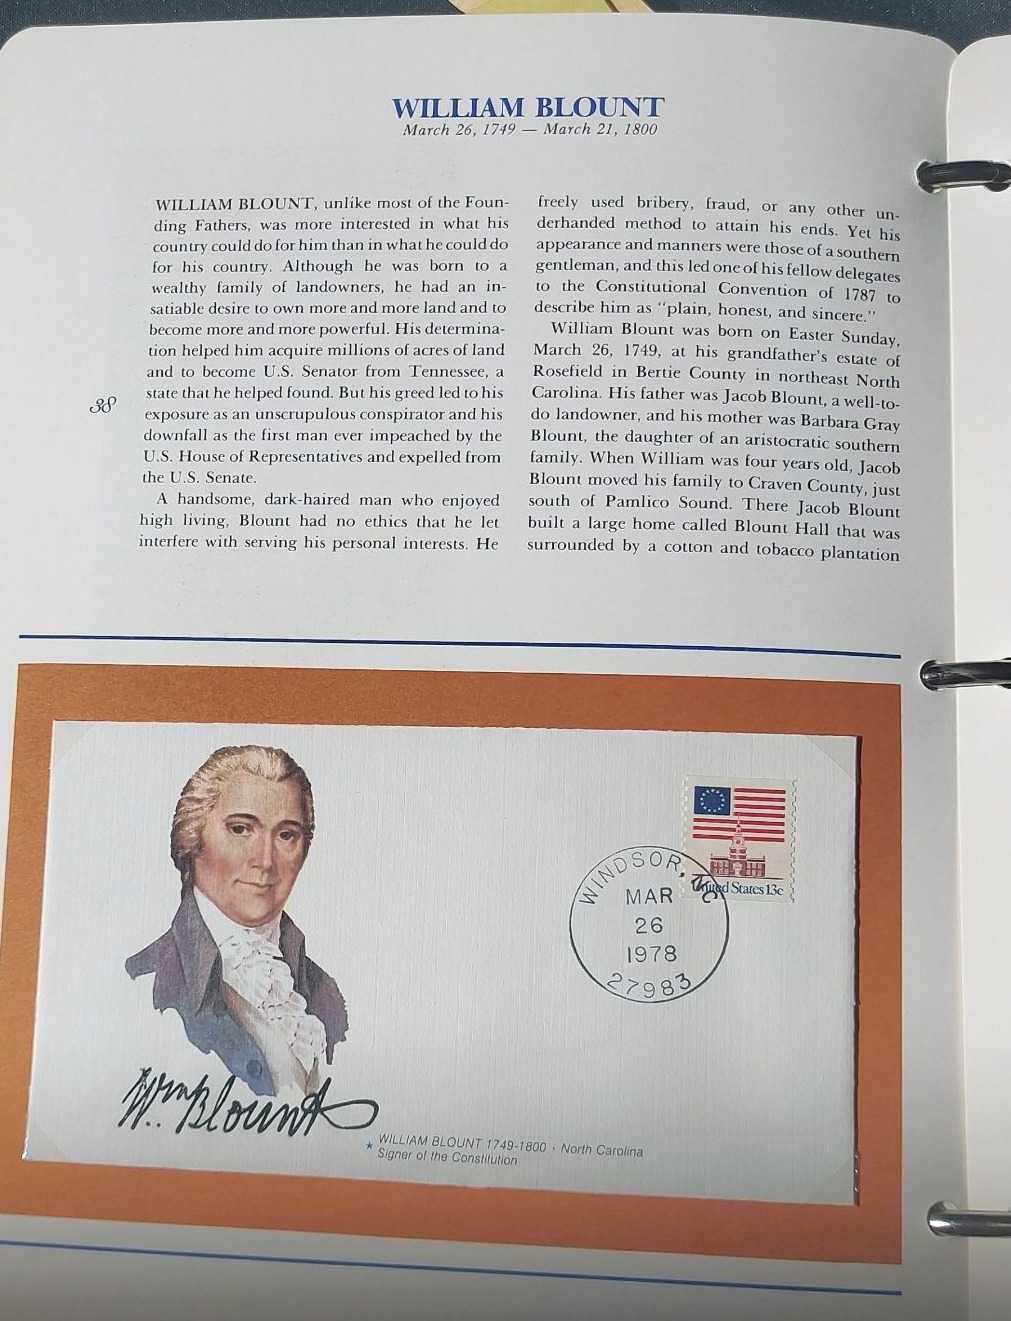 WILLIAM BLOUNT
March 26, 1749 — March 21, 1800
WILLIAM BLOUNT, unlike most of the Foun-
ding Fathers, was more interested in what his
country could do for him than in what he could do
for his country. Although he was born to a
wealthy family of landowners, he had an in-
satiable desire to own more and more land and to
become more and more powerful. His determina-
tion helped him acquire millions of acres of land
and to become U.S. Senator from Tennessee, a
state that he helped found. But his greed led to his
exposure as an unscrupulous conspirator and his
downfall as the first man ever impeached by the
U.S. House of Representatives and expelled from
the U.S. Senate.
A handsome, dark-haired man who enjoyed
high living, Blount had no ethics that he let
interfere with serving his personal interests. He
freely used bribery, fraud, or any other un-
derhanded method to attain his ends. Yet his
appearance and manners were those of a southern
gentleman, and this led one of his fellow delegates
to the Constitutional Convention of 1787 to
describe him as "plain, honest, and sincere."
William Blount was born on Easter Sunday,
March 26, 1749, at his grandfather's estate of
Rosefield in Bertie County in northeast North
Carolina. His father was Jacob Blount, a well-to-
do landowner, and his mother was Barbara Gray
Blount, the daughter of an aristocratic southern
family. When William was four years old, Jacob
Blount moved his family to Craven County, just
south of Pamlico Sound. There Jacob Blount
built a large home called Blount Hall that was
surrounded by a cotton and tobacco plantation
38
United States 13c
WINDSOR, NC
MAR
26
1978
27983
Wm Blount
WILLIAM BLOUNT 1749-1800 · North Carolina
Signer of the Constitution